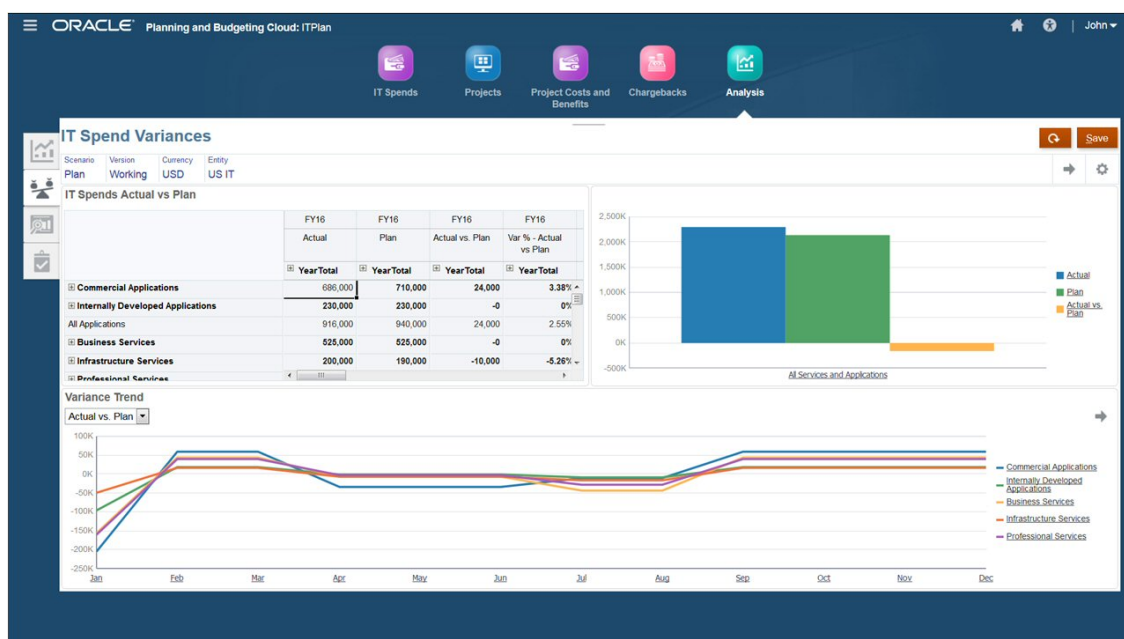 ORACLE Planning and Budgeting Cloud: ITPlan John
IT Spends Projects Project Costs and Benefits Chargebacks Analysis
IT Spend Variances
Save
Scenario Version Currency Entity
Plan Working USD US IT
IT Spends Actual vs Plan
FY16 FY16 FY16 FY16
Actual Plan Actual vs. Plan Var % - Actual vs Plan
YearTotal YearTotal YearTotal YearTotal
Commercial Applications 686,000 710,000 24,000 3.38%
Internally Developed Applications 230,000 230,000 -0 0%
All Applications 916,000 940,000 24,000 2.55%
Business Services 525,000 525,000 -0 0%
Infrastructure Services 200,000 190,000 -10,000 -5.26%
Professional Services
2,500K
2,000K
1,500K
1,000K
500K
0K
-500K
All Services and Applications
Actual
Plan
Actual vs.
Plan
Variance Trend
Actual vs. Plan
100K
50K
0K
-50K
-100K
-150K
-200K
-250K
Jan Feb Mar Apr May Jun Jul Aug Sep Oct Nov Dec
Commercial Applications
Internally Developed
Applications
Business Services
Infrastructure Services
Professional Services